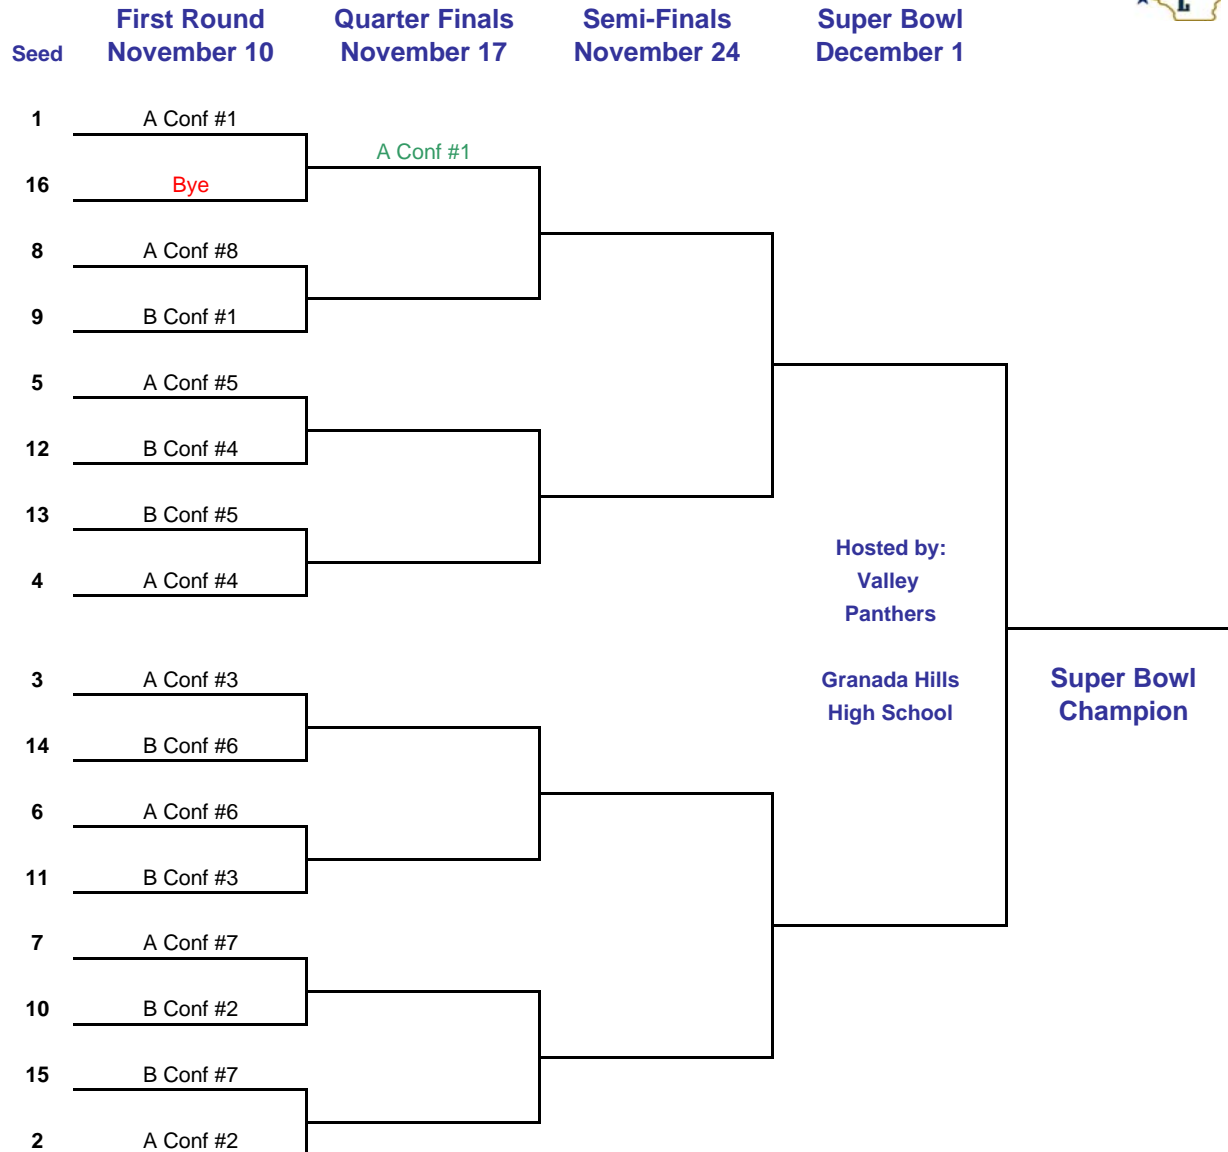 First Round Quarter Finals Semi-Finals Super Bowl
Seed November 10 November 17 November 24 December 1
1 A Conf #1
A Conf #1
16 Bye
8 A Conf #8
9 B Conf #1
5 A Conf #5
12 B Conf #4
13 B Conf #5
Hosted by:
4 A Conf #4 Valley
Panthers
3 A Conf #3 Granada Hills Super Bowl
High School Champion
14 B Conf #6
6 A Conf #6
11 B Conf #3
7 A Conf #7
10 B Conf #2
15 B Conf #7
2 A Conf #2